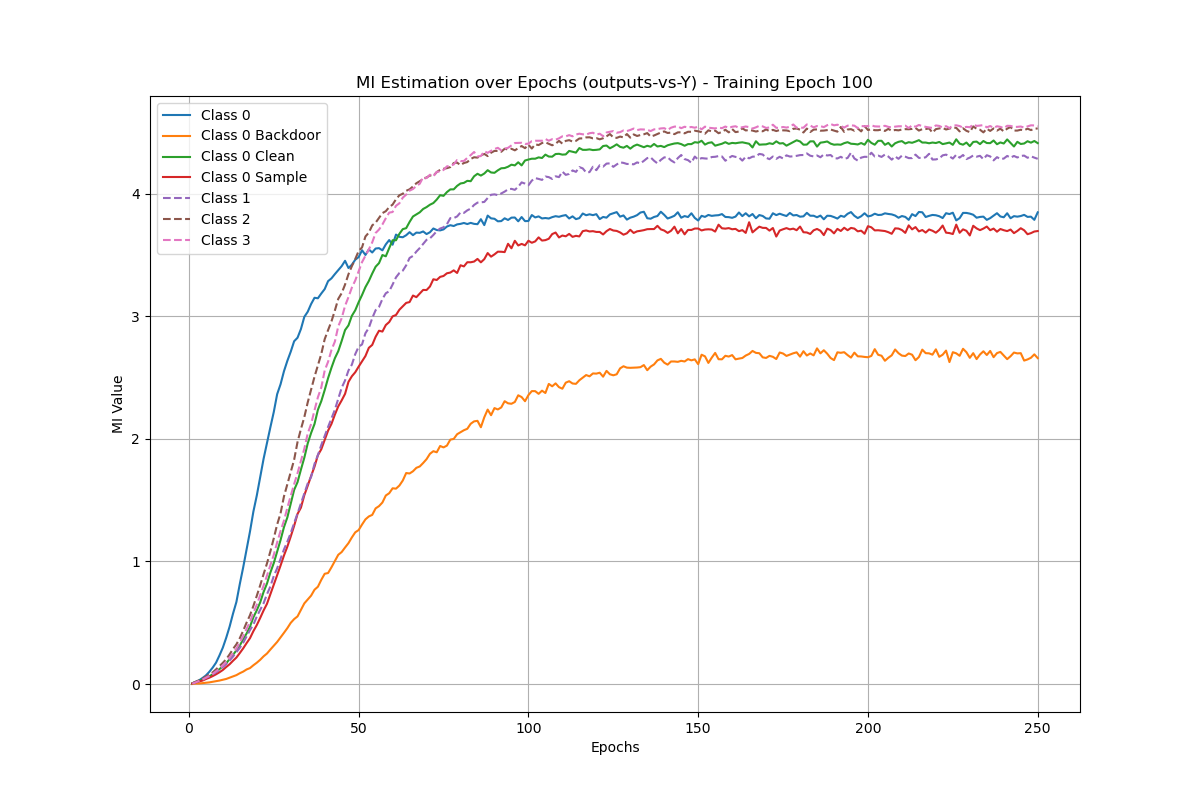 MI Estimation over Epochs (outputs-vs-Y) - Training Epoch 100
Class 0
Class 0 Backdoor
Class 0 Clean
Class 0 Sample
Class 1
Class 2
Class 3
MI Value
4
3
2
1
0
0 50 100 150 200 250
Epochs